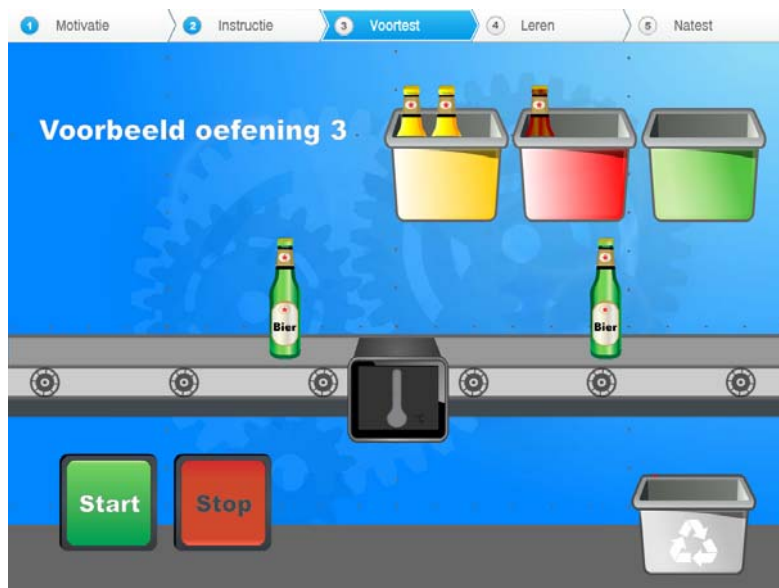 1 Motivatie
2 Instructie
3 Voortest
4 Leren
5 Natest
Voorbeeld oefening 3
Bier
Bier
°C
Start
Stop